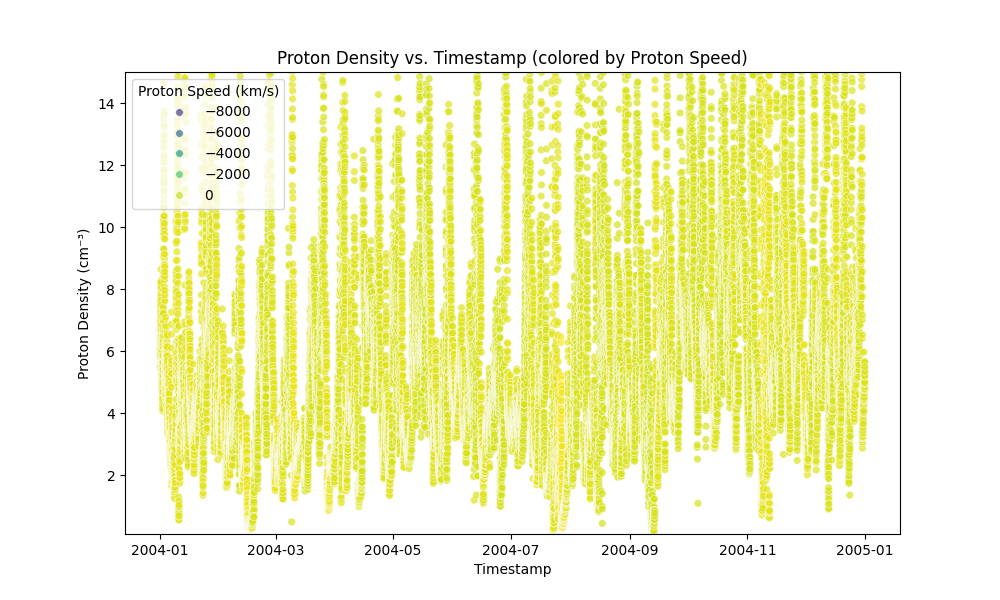 Proton Density vs. Timestamp (colored by Proton Speed)
Proton Speed (km/s)
−8000
−6000
−4000
−2000
0
14
12
10
8
6
4
2
Proton Density (cm⁻³)
2004-01 2004-03 2004-05 2004-07 2004-09 2004-11 2005-01
Timestamp